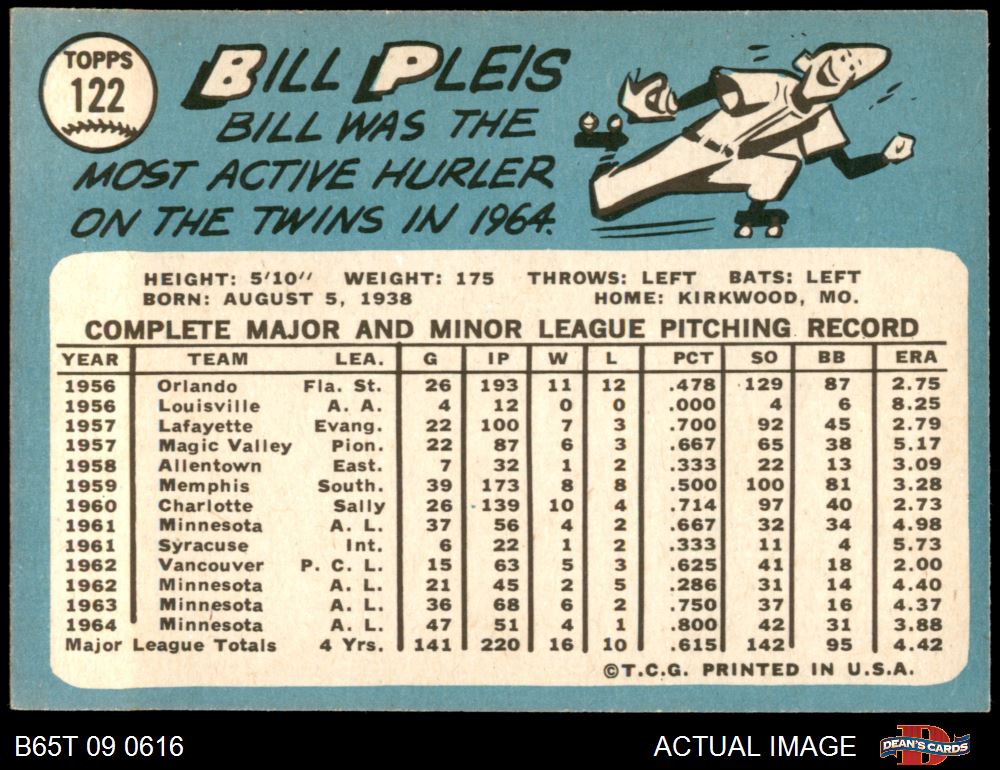 TOPPS
122
BILL PLEIS
BILL WAS THE
MOST ACTIVE HURLER
ON THE TWINS IN 1964.
HEIGHT: 5'10" WEIGHT: 175 THROWS: LEFT BATS: LEFT
BORN: AUGUST 5, 1938 HOME: KIRKWOOD, MO.
COMPLETE MAJOR AND MINOR LEAGUE PITCHING RECORD
YEAR TEAM LEA. G IP W L PCT SO BB ERA
1956 Orlando Fla. St. 26 193 11 12 .478 129 87 2.75
1956 Louisville A. A. 4 12 0 0 .000 4 6 8.25
1957 Lafayette Evang. 22 100 7 3 .700 92 45 2.79
1957 Magic Valley Pion. 22 87 6 3 .667 65 38 5.17
1958 Allentown East. 7 32 1 2 .333 22 13 3.09
1959 Memphis South. 39 173 8 8 .500 100 81 3.28
1960 Charlotte Sally 26 139 10 4 .714 97 40 2.73
1961 Minnesota A. L. 37 56 4 2 .667 32 34 4.98
1961 Syracuse Int. 6 22 1 2 .333 11 4 5.73
1962 Vancouver P. C. L. 15 63 5 3 .625 41 18 2.00
1962 Minnesota A. L. 21 45 2 5 .286 31 14 4.40
1963 Minnesota A. L. 36 68 6 2 .750 37 16 4.37
1964 Minnesota A. L. 47 51 4 1 .800 42 31 3.88
Major League Totals 4 Yrs. 141 220 16 10 .615 142 95 4.42
©T.C.G. PRINTED IN U.S.A.
B65T 09 0616 ACTUAL IMAGE D DEAN'S CARDS